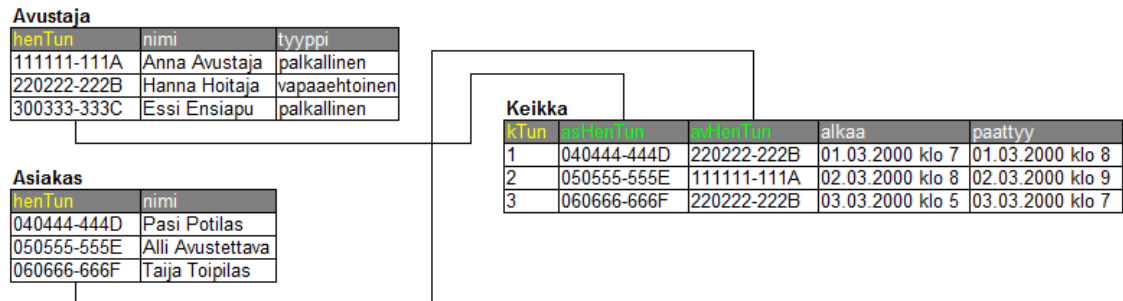 Avustaja
henTun nimi tyyppi
111111-111A Anna Avustaja palkallinen
220222-222B Hanna Hoitaja vapaaehtoinen
300333-333C Essi Ensiapu palkallinen
Keikka
kTun asHenTun avHenTun alkaa paattyy
1 040444-444D 220222-222B 01.03.2000 klo 7 01.03.2000 klo 8
2 050555-555E 111111-111A 02.03.2000 klo 8 02.03.2000 klo 9
3 060666-666F 220222-222B 03.03.2000 klo 5 03.03.2000 klo 7
Asiakas
henTun nimi
040444-444D Pasi Potilas
050555-555E Alli Avustettava
060666-666F Taija Toipilas